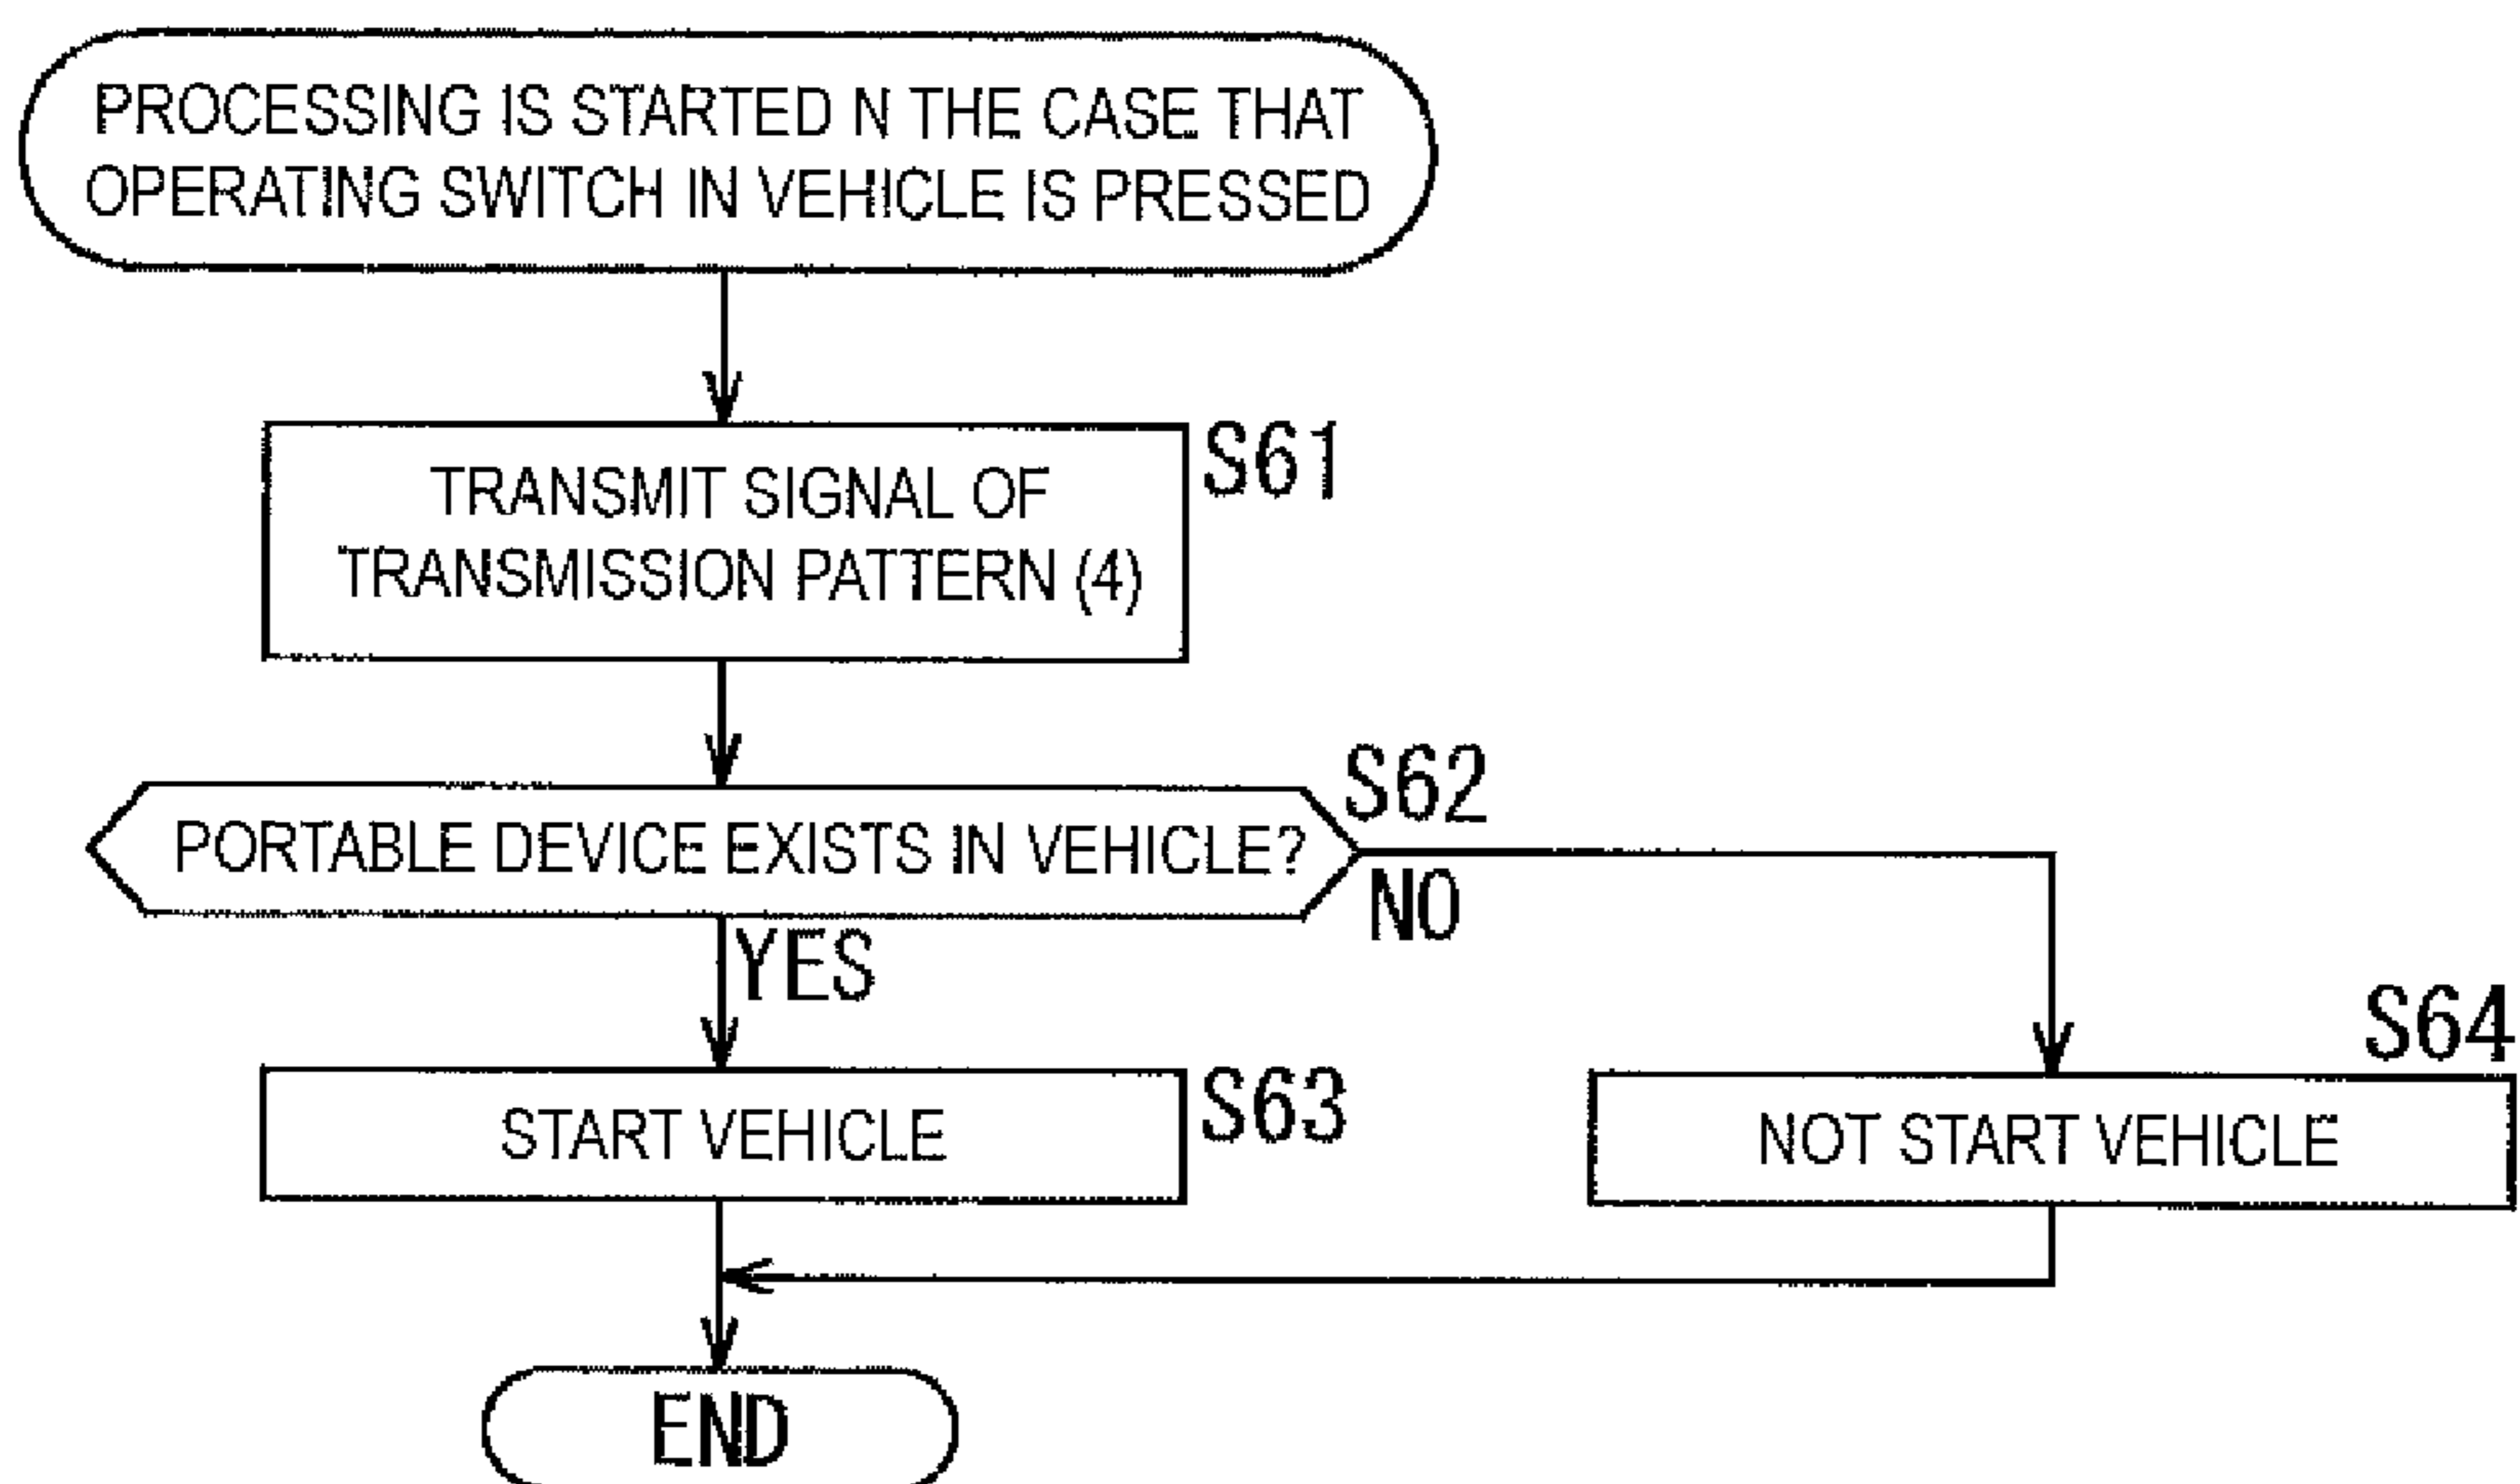 PROCESSING IS STARTED N THE CASE THAT
OPERATING SWITCH IN VEHICLE IS PRESSED
S61
TRANSMIT SIGNAL OF
TRANSMISSION PATTERN (4)
S62
PORTABLE DEVICE EXISTS IN VEHICLE?
NO
YES
S63
START VEHICLE
S64
NOT START VEHICLE
END